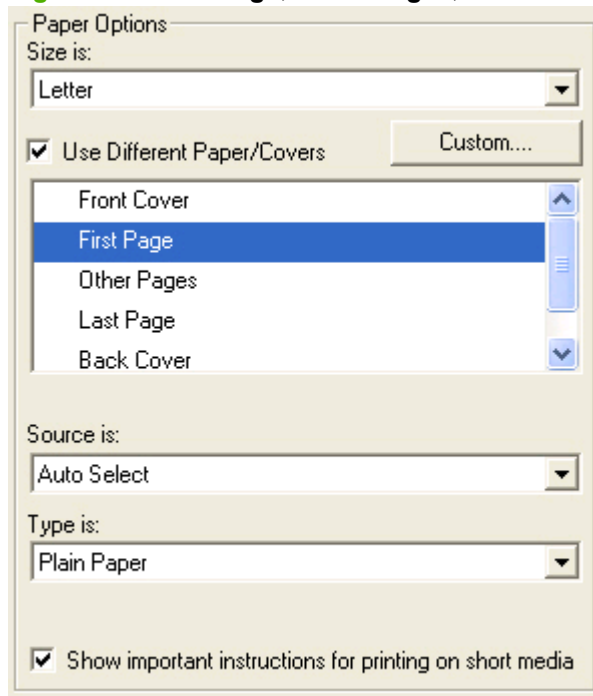 Paper Options
Size is:
Letter
Use Different Paper/Covers
Custom....
Front Cover
First Page
Other Pages
Last Page
Back Cover
Source is:
Auto Select
Type is:
Plain Paper
Show important instructions for printing on short media